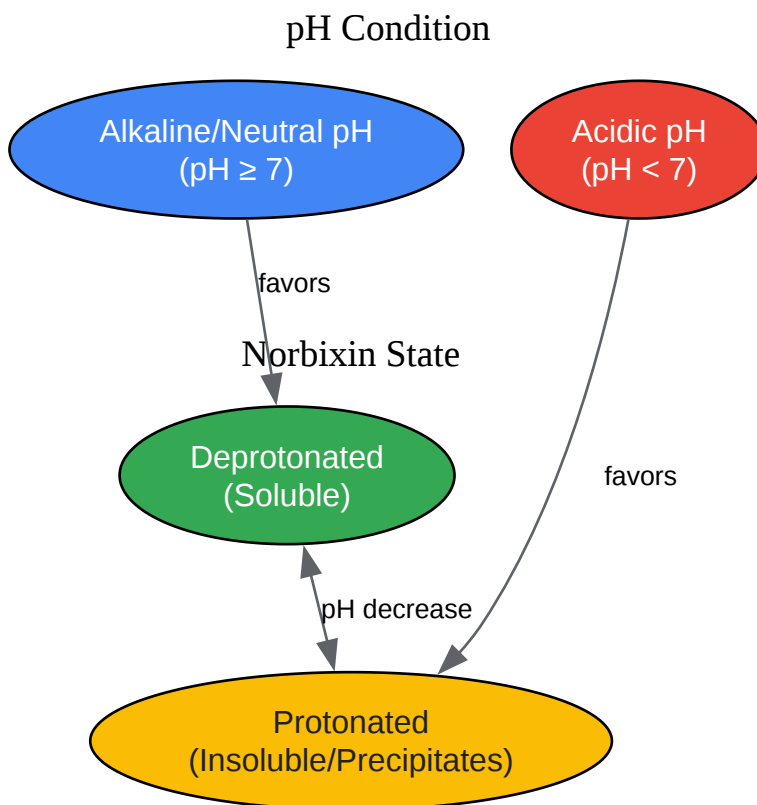 pH Condition
Alkaline/Neutral pH
(pH ≥ 7)
Acidic pH
(pH < 7)
favors
Norbixin State
Deprotonated
(Soluble)
favors
pH decrease
Protonated
(Insoluble/Precipitates)